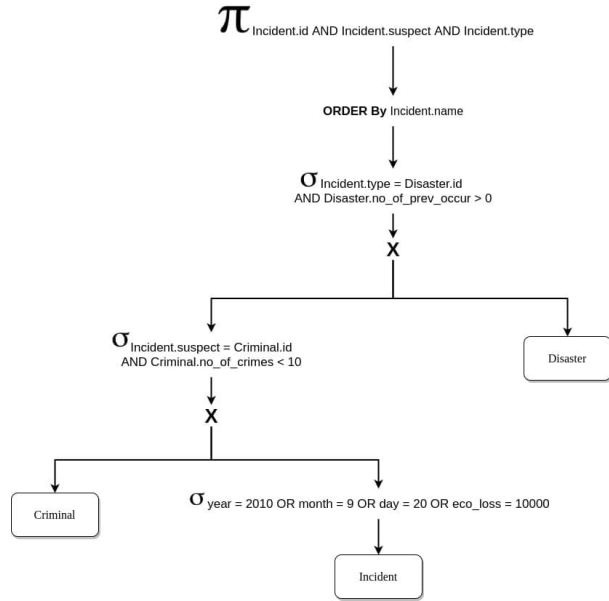 π Incident.id AND Incident.suspect AND Incident.type
ORDER By Incident.name
σ Incident.type = Disaster.id
AND Disaster.no_of_prev_occur > 0
X
σ Incident.suspect = Criminal.id
AND Criminal.no_of_crimes < 10
Disaster
X
σ year = 2010 OR month = 9 OR day = 20 OR eco_loss = 10000
Criminal
Incident